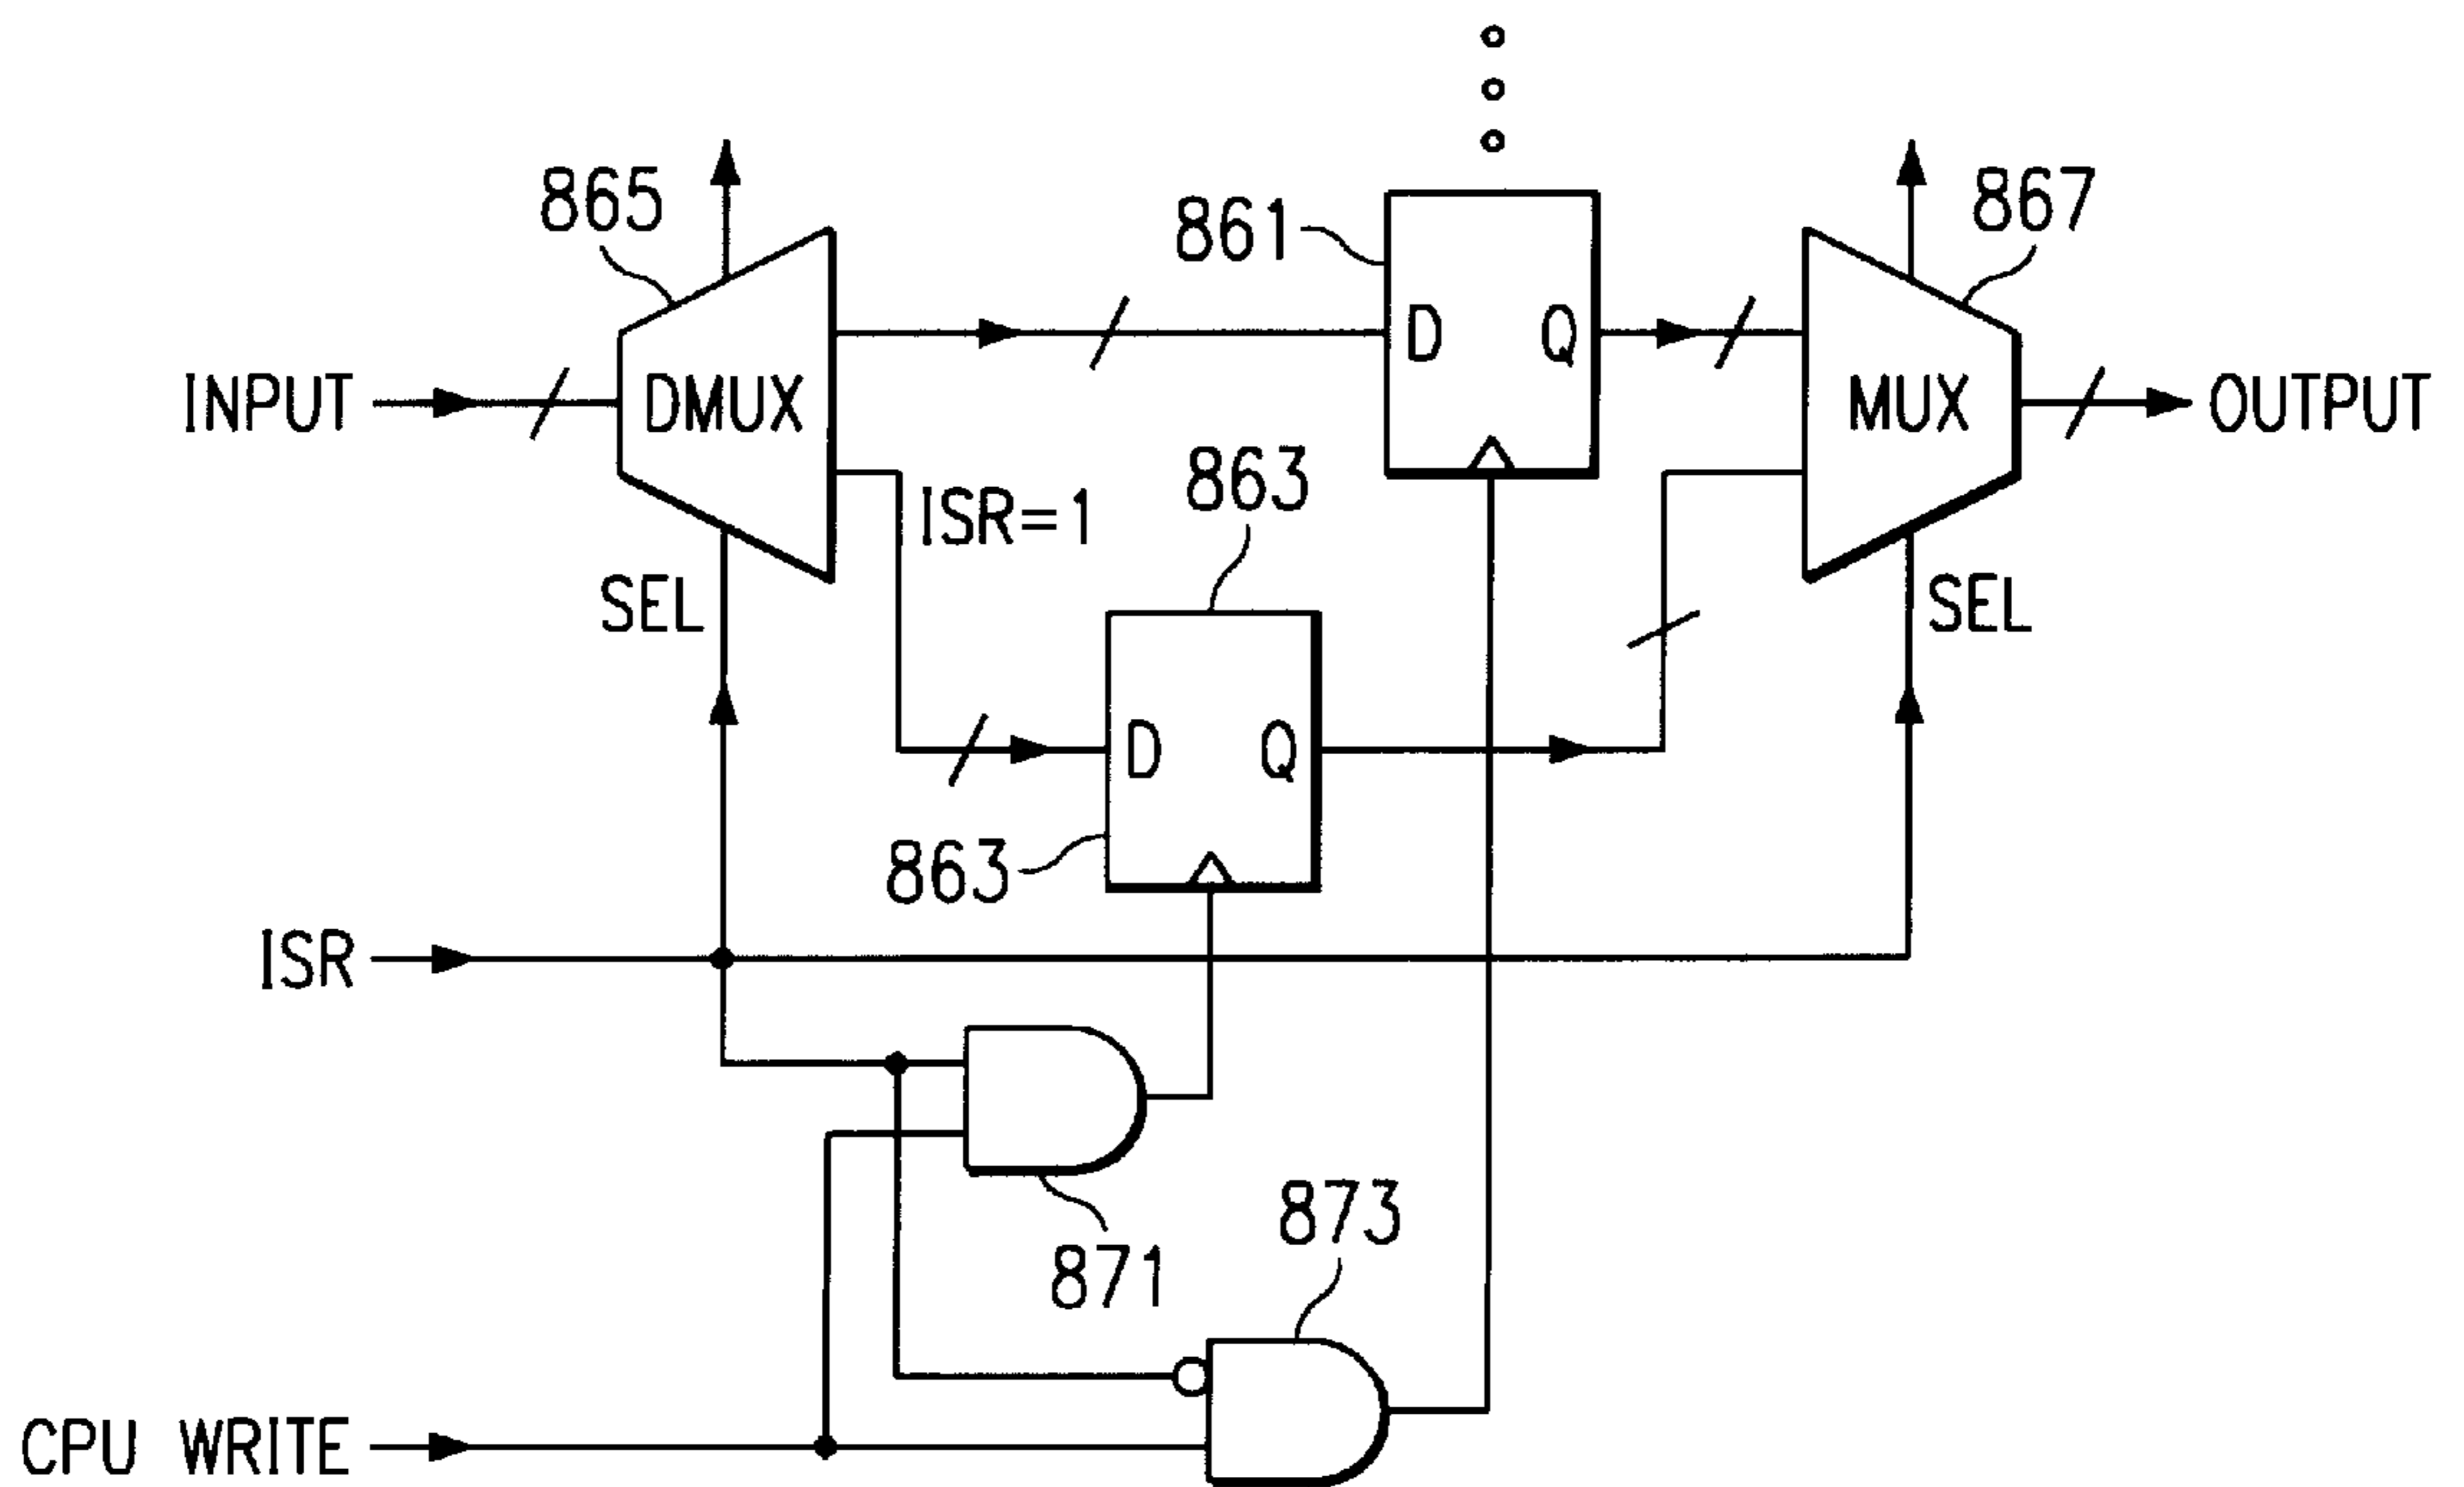 865
861
867
D Q
INPUT
DMUX
MUX
OUTPUT
863
ISR=1
SEL
SEL
D Q
863
ISR
871
873
CPU WRITE